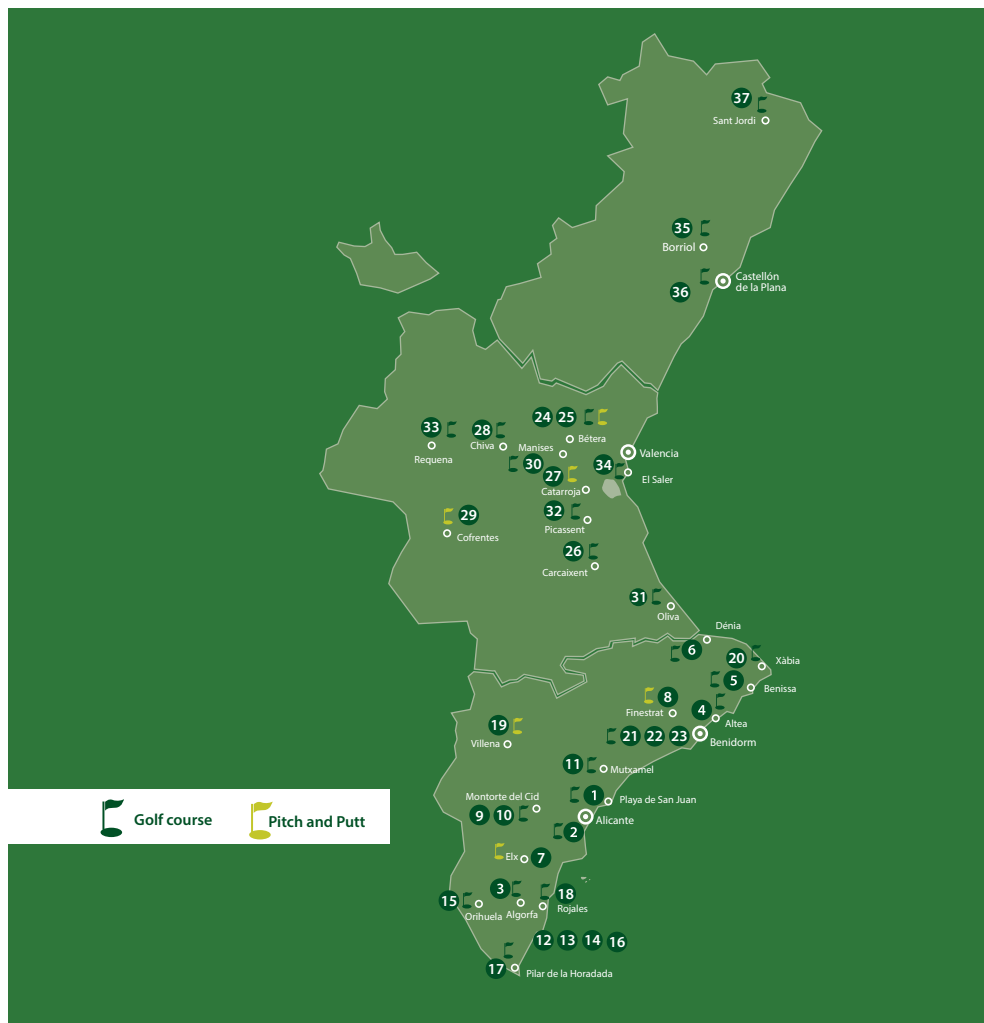 37
Sant Jordi
35
Borriol
Castellón
de la Plana
36
24 25
33
28
Bétera
Chiva
Manises
Valencia
Requena
30
34
27
El Saler
Catarroja
32
29
Picassent
Cofrentes
26
Carcaixent
31
Oliva
Dénia
6
20
Xàbia
5
Benissa
8
Finestrat
4
Altea
19
Villena
21 22 23
Benidorm
11
Mutxamel
Montorte del Cid
1
Playa de San Juan
9 10
Alicante
Golf course
Pitch and Putt
2
Elx
7
3
18
15
Orihuela
Algorfa
Rojales
12 13 14 16
17
Pilar de la Horadada